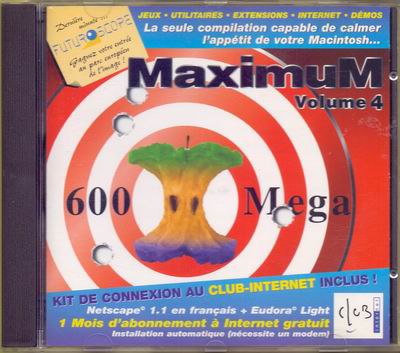 Dernière minute...
FUTUROSCOPE
Gagnez votre entrée
au parc européen
de l'image !
JEUX · UTILITAIRES · EXTENSIONS · INTERNET · DÉMOS
La seule compilation capable de calmer
l'appétit de votre Macintosh...
MaximuM
Volume 4
600 Mega
KIT DE CONNEXION AU CLUB-INTERNET INCLUS !
Netscape® 1.1 en français + Eudora® Light
1 Mois d'abonnement à Internet gratuit
Installation automatique (nécessite un modem)
club